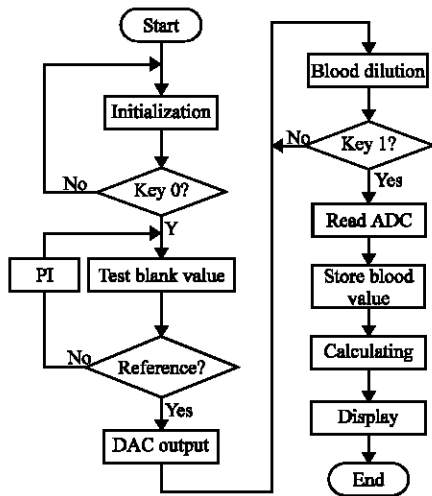 Start
Initialization
No
Key 0?
Y
PI
Test blank value
No
Reference?
Yes
DAC output
Blood dilution
No
Key 1?
Yes
Read ADC
Store blood
value
Calculating
Display
End